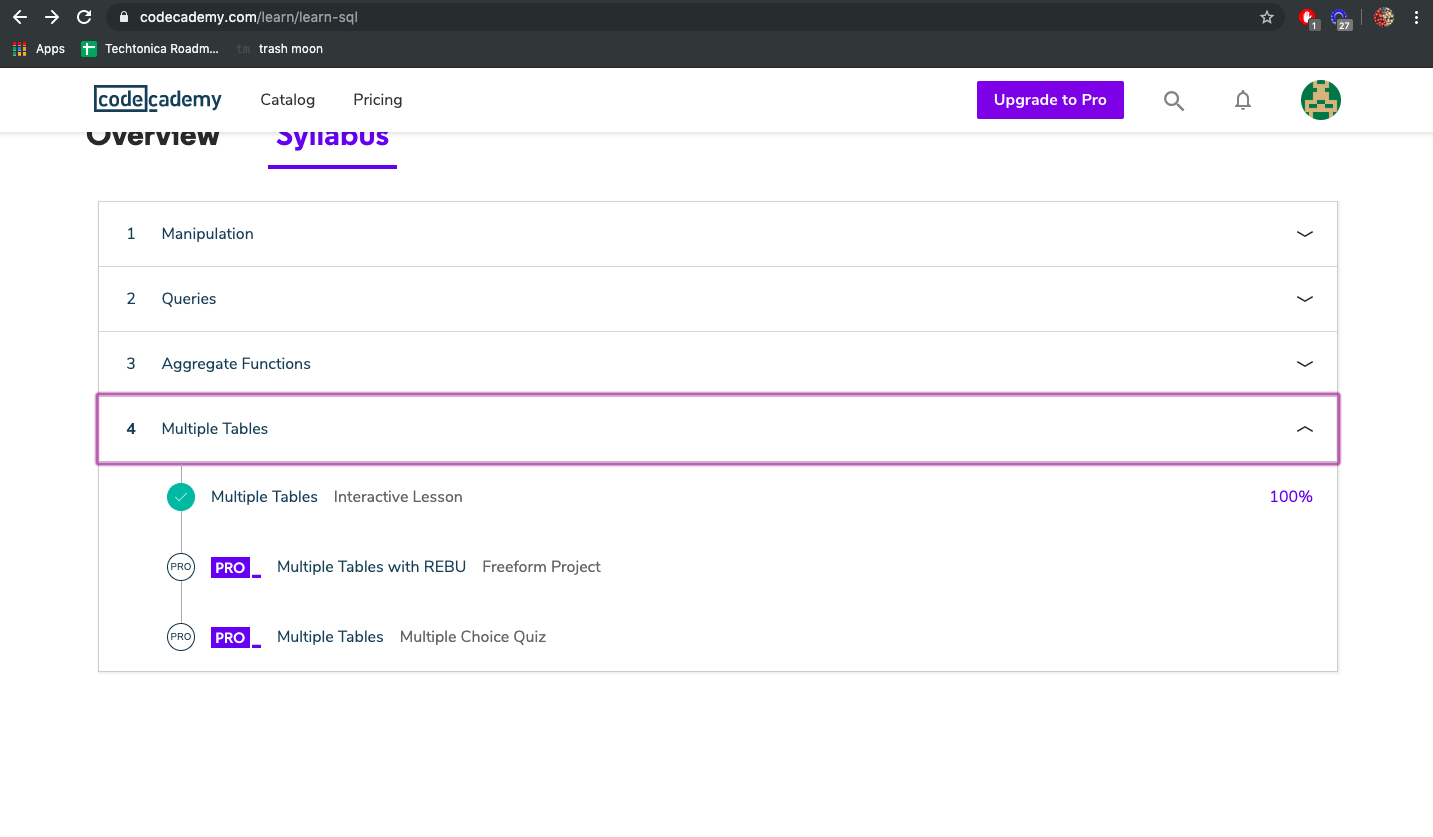 codecademy.com/learn/learn-sql
1
27
Apps Techtonica Roadm... tm trash moon
codecademy Catalog Pricing Upgrade to Pro
Overview Syllabus
1 Manipulation
2 Queries
3 Aggregate Functions
4 Multiple Tables
Multiple Tables Interactive Lesson 100%
PRO PRO_ Multiple Tables with REBU Freeform Project
PRO PRO_ Multiple Tables Multiple Choice Quiz